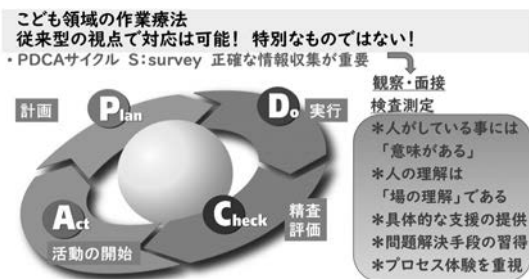 こども領域の作業療法
従来型の視点で対応は可能！ 特別なものではない！
・PDCAサイクル S:survey 正確な情報収集が重要
観察・面接
検査測定
計画
Plan
Do
実行
＊人がしている事には
「意味がある」
＊人の理解は
「場の理解」である
＊具体的な支援の提供
＊問題解決手段の習得
＊プロセス体験を重視
Act
活動の開始
Check
精査
評価